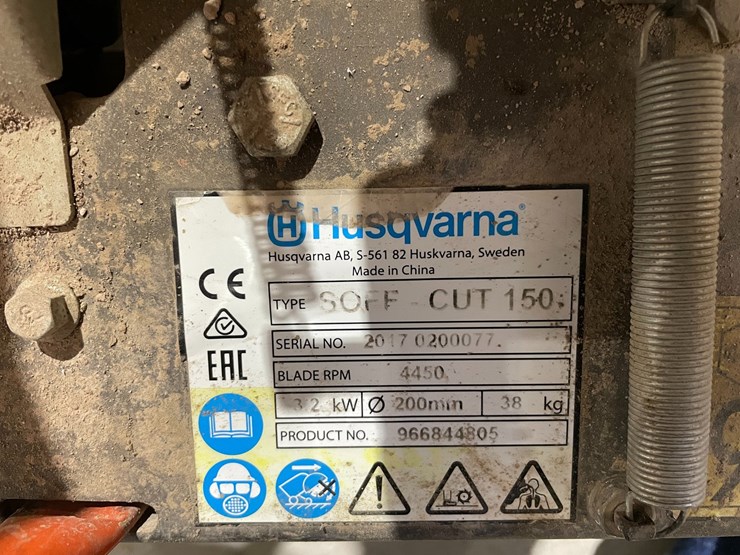 Husqvarna®
Husqvarna AB, S-561 82 Huskvarna, Sweden
Made in China
CE
TYPE SOFF - CUT 150
EAC
SERIAL NO. 2017 0200077
BLADE RPM 4450
3.2 kW Ø 200mm 38 kg
PRODUCT NO. 966844805